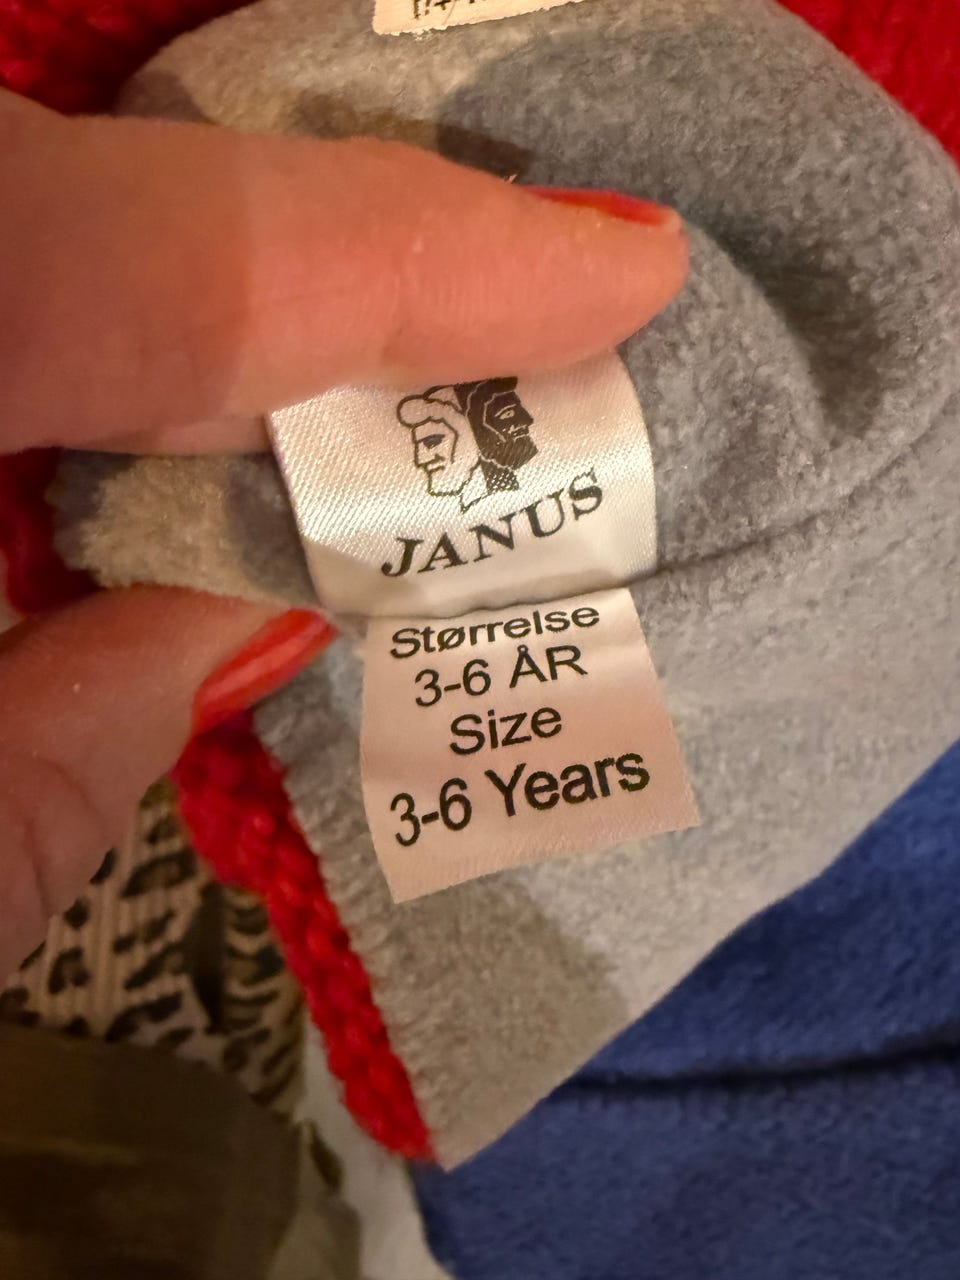 JANUS
Størrelse
3-6 ÅR
Size
3-6 Years